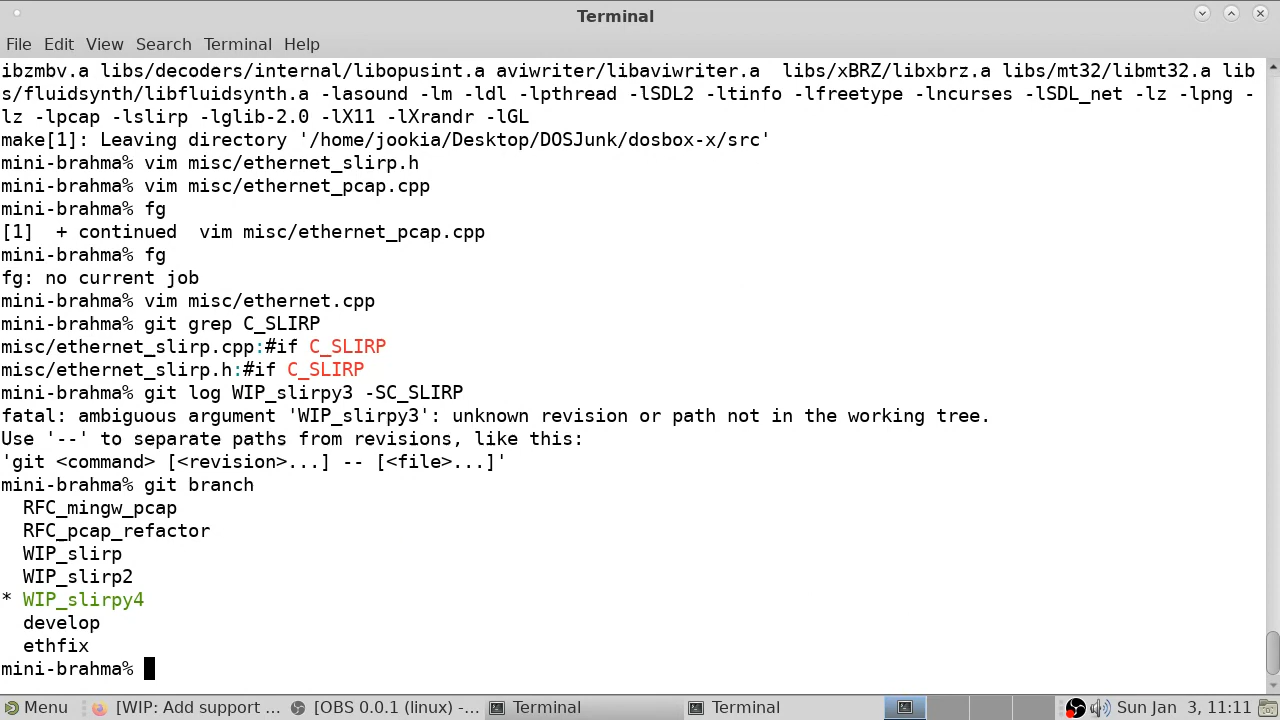 Terminal
File Edit View Search Terminal Help
ibzmbv.a libs/decoders/internal/libopusint.a aviwriter/libaviwriter.a  libs/xBRZ/libxbrz.a libs/mt32/libmt32.a lib
s/fluidsynth/libfluidsynth.a -lasound -lm -ldl -lpthread -lSDL2 -ltinfo -lfreetype -lncurses -lSDL_net -lz -lpng -
lz -lpcap -lslirp -lglib-2.0 -lX11 -lXrandr -lGL
make[1]: Leaving directory '/home/jookia/Desktop/DOSJunk/dosbox-x/src'
mini-brahma% vim misc/ethernet_slirp.h
mini-brahma% vim misc/ethernet_pcap.cpp
mini-brahma% fg
[1]  + continued  vim misc/ethernet_pcap.cpp
mini-brahma% fg
fg: no current job
mini-brahma% vim misc/ethernet.cpp
mini-brahma% git grep C_SLIRP
misc/ethernet_slirp.cpp:#if C_SLIRP
misc/ethernet_slirp.h:#if C_SLIRP
mini-brahma% git log WIP_slirpy3 -SC_SLIRP
fatal: ambiguous argument 'WIP_slirpy3': unknown revision or path not in the working tree.
Use '--' to separate paths from revisions, like this:
'git <command> [<revision>...] -- [<file>...]'
mini-brahma% git branch
  RFC_mingw_pcap
  RFC_pcap_refactor
  WIP_slirp
  WIP_slirp2
* WIP_slirpy4
  develop
  ethfix
mini-brahma%
Menu [WIP: Add support ... [OBS 0.0.1 (linux) -... Terminal Terminal Sun Jan  3, 11:11